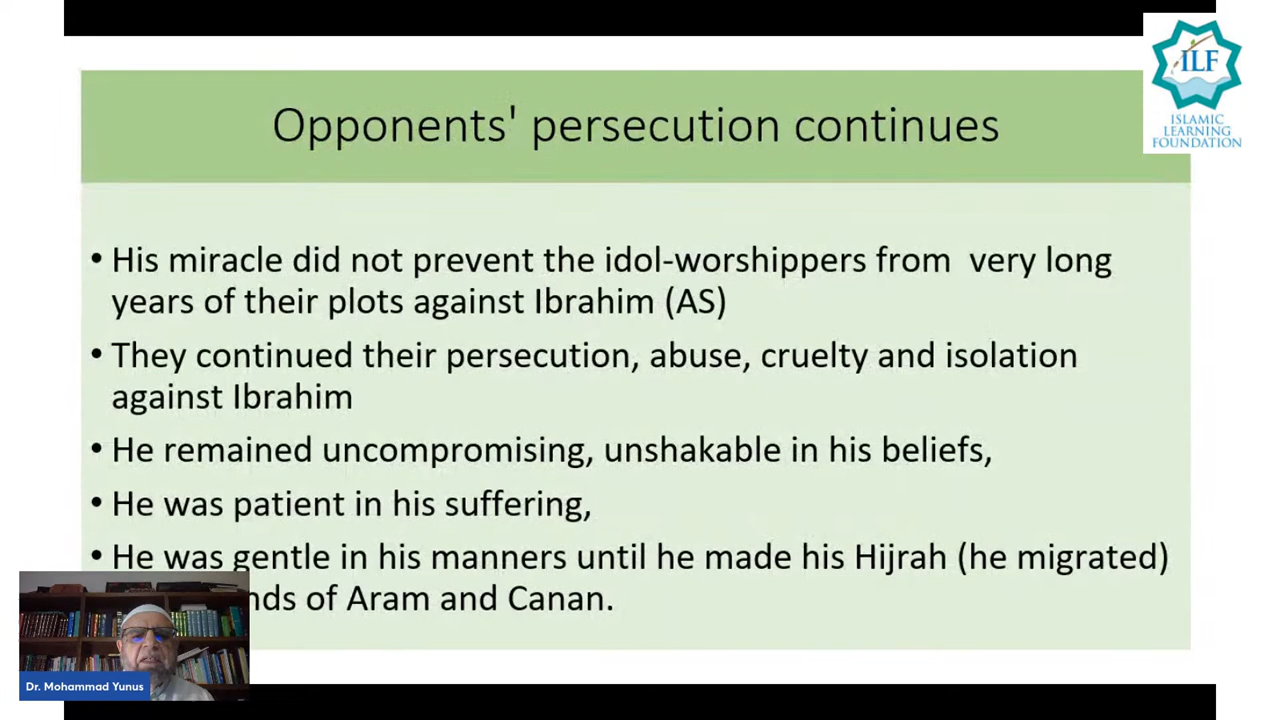 ILF
ISLAMIC
LEARNING
FOUNDATION
Opponents' persecution continues
• His miracle did not prevent the idol-worshippers from  very long
years of their plots against Ibrahim (AS)
• They continued their persecution, abuse, cruelty and isolation
against Ibrahim
• He remained uncompromising, unshakable in his beliefs,
• He was patient in his suffering,
• He was gentle in his manners until he made his Hijrah (he migrated)
of Aram and Canan.
Dr. Mohammad Yunus